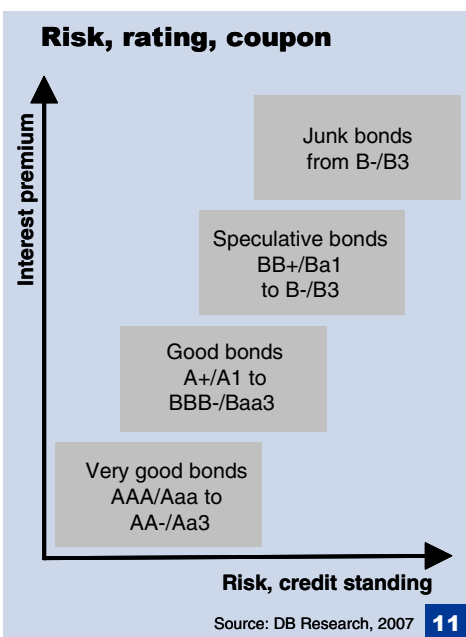 Risk, rating, coupon
Interest premium
Junk bonds
from B-/B3
Speculative bonds
BB+/Ba1
to B-/B3
Good bonds
A+/A1 to
BBB-/Baa3
Very good bonds
AAA/Aaa to
AA-/Aa3
Risk, credit standing
Source: DB Research, 2007 11